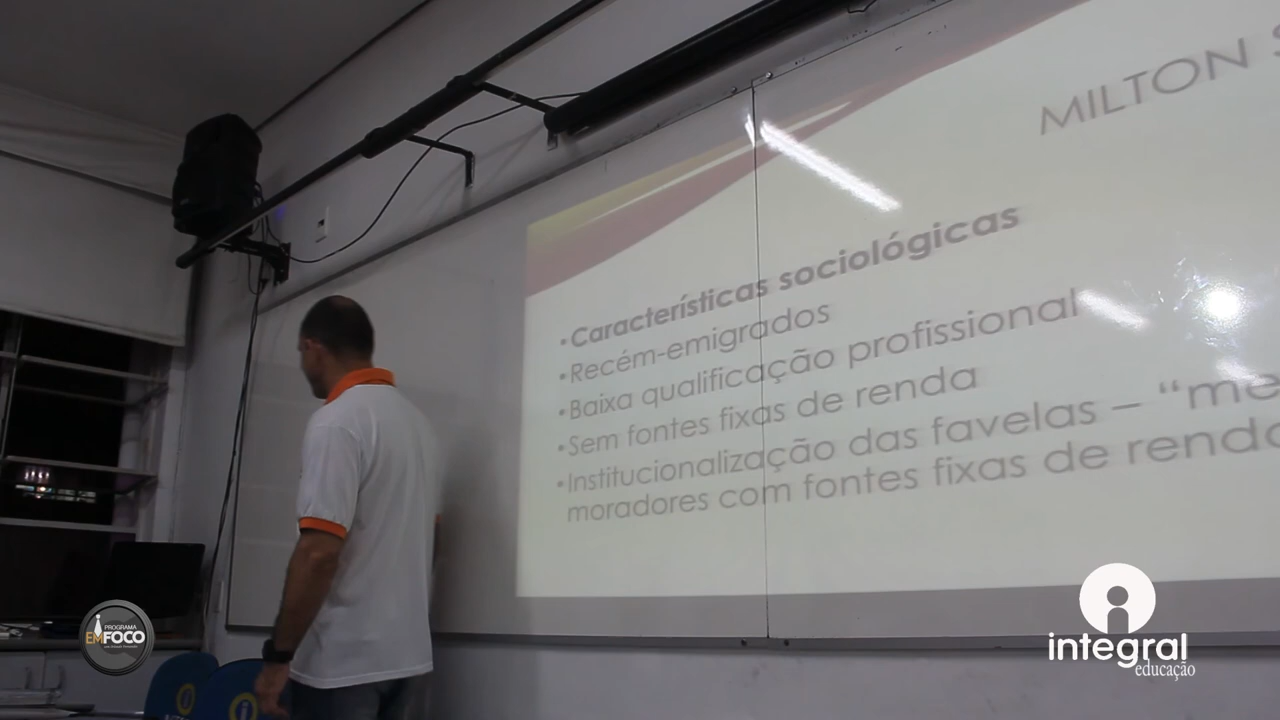 MILTON
• Características sociológicas
• Recém-emigrados
• Baixa qualificação profissional
• Sem fontes fixas de renda
• Institucionalização das favelas – “me
moradores com fontes fixas de renda
PROGRAMA
EMFOCO
integral
educação